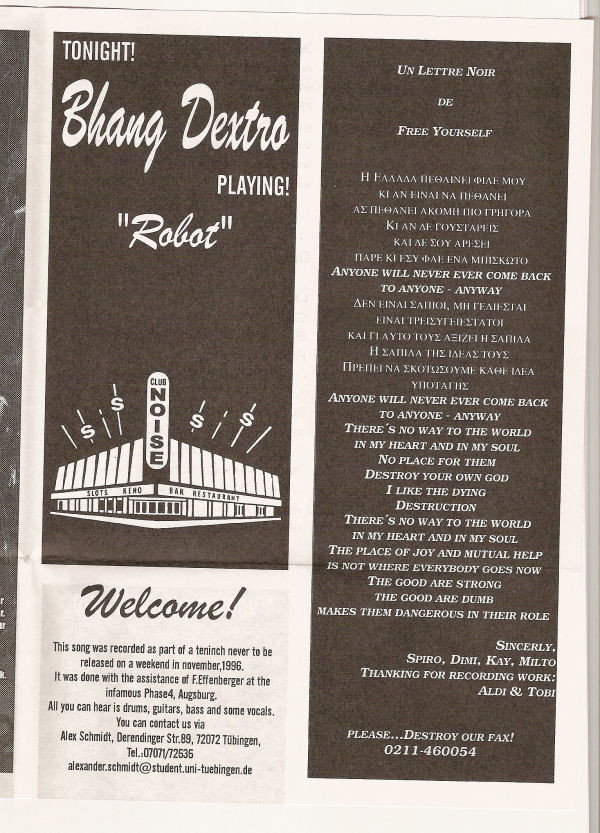 TONIGHT!
Bhang Dextro
PLAYING!
"Robot"
CLUB
NOISE
S S S S
SLOTS KENO BAR RESTAURANT
Welcome!
This song was recorded as part of a teninch never to be
released on a weekend in november,1996.
It was done with the assistance of F.Effenberger at the
infamous Phase4, Augsburg.
All you can hear is drums, guitars, bass and some vocals.
You can contact us via
Alex Schmidt, Derendinger Str.89, 72072 Tübingen,
Tel.:07071/72535
alexander.schmidt@student.uni-tuebingen.de
UN LETTRE NOIR
DE
FREE YOURSELF
Η ΕΛΛΑΔΑ ΠΕΘΑΙΝΕΙ ΦΙΛΕ ΜΟΥ
ΚΙ ΑΝ ΕΙΝΑΙ ΝΑ ΠΕΘΑΝΕΙ
ΑΣ ΠΕΘΑΝΕΙ ΑΚΟΜΗ ΠΙΟ ΓΡΗΓΟΡΑ
ΚΙ ΑΝ ΔΕ ΓΟΥΣΤΑΡΕΙΣ
ΚΑΙ ΔΕ ΣΟΥ ΑΡΕΣΕΙ
ΠΑΡΕ ΚΙ ΕΣΥ ΦΑΕ ΕΝΑ ΜΠΙΣΚΩΤΟ
ANYONE WILL NEVER EVER COME BACK
TO ANYONE - ANYWAY
ΔΕΝ ΕΙΝΑΙ ΣΑΠΙΟΙ, ΜΗ ΓΕΛΙΕΣΤΑΙ
ΕΙΝΑΙ ΤΡΕΙΣΥΓΕΙΕΣΤΑΤΟΙ
ΚΑΙ ΓΙ ΑΥΤΟ ΤΟΥΣ ΑΞΙΖΕΙ Η ΣΑΠΙΛΑ
Η ΣΑΠΙΛΑ ΤΗΣ ΙΔΕΑΣ ΤΟΥΣ
ΠΡΕΠΕΙ ΝΑ ΣΚΟΤΩΣΟΥΜΕ ΚΑΘΕ ΙΔΕΑ
ΥΠΟΤΑΓΗΣ
ANYONE WILL NEVER EVER COME BACK
TO ANYONE - ANYWAY
THERE´S NO WAY TO THE WORLD
IN MY HEART AND IN MY SOUL
NO PLACE FOR THEM
DESTROY YOUR OWN GOD
I LIKE THE DYING
DESTRUCTION
THERE´S NO WAY TO THE WORLD
IN MY HEART AND IN MY SOUL
THE PLACE OF JOY AND MUTUAL HELP
IS NOT WHERE EVERYBODY GOES NOW
THE GOOD ARE STRONG
THE GOOD ARE DUMB
MAKES THEM DANGEROUS IN THEIR ROLE
SINCERLY,
SPIRO, DIMI, KAY, MILTO
THANKING FOR RECORDING WORK:
ALDI & TOBI
PLEASE...DESTROY OUR FAX!
0211-460054